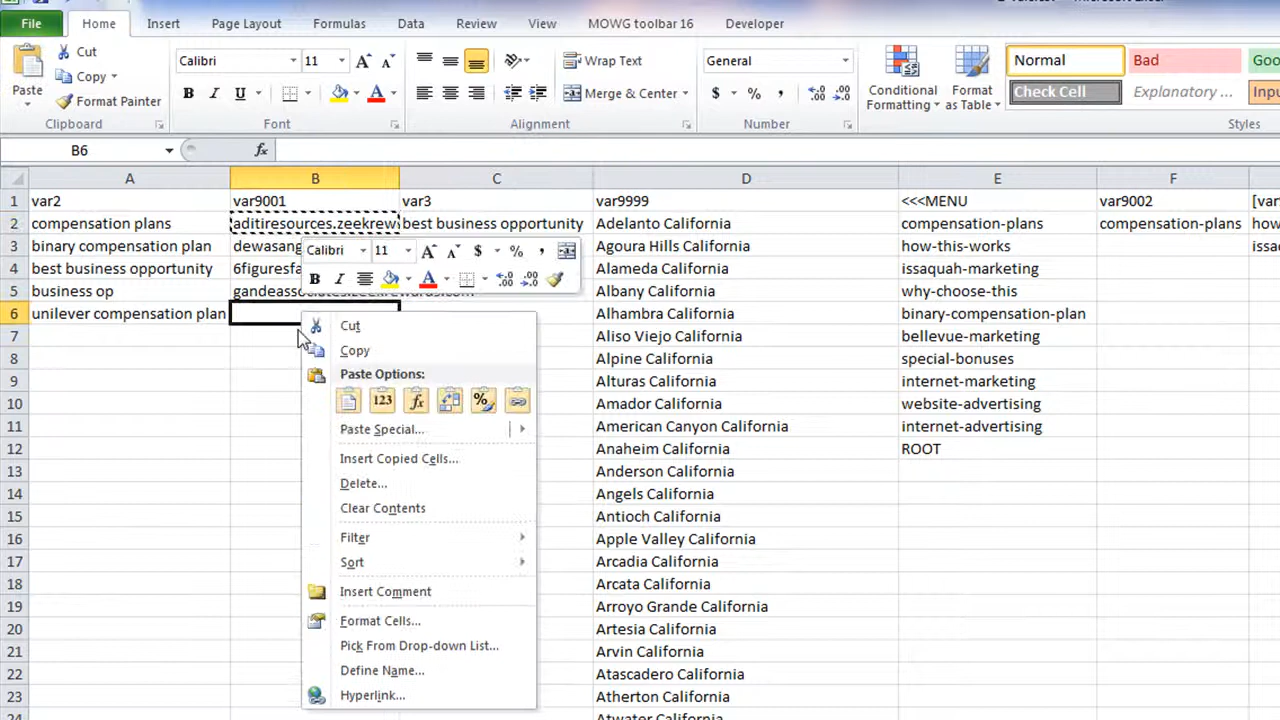 File Home Insert Page Layout Formulas Data Review View MOWG toolbar 16 Developer
Cut
Copy
Format Painter
Paste
Clipboard
Calibri 11
Font
Wrap Text
Merge & Center
Alignment
General
Number
Conditional Formatting
Format as Table
Normal Bad
Check Cell Explanatory ...
Styles
B6
A B C D E F
1 var2 var9001 var3 var9999 <<<MENU var9002
2 compensation plans best business opportunity Adelanto California compensation-plans compensation-plans
3 binary compensation plan Agoura Hills California how-this-works
4 best business opportunity Alameda California issaquah-marketing
5 business op Albany California why-choose-this
6 unilever compensation plan Alhambra California binary-compensation-plan
7 Aliso Viejo California bellevue-marketing
8 Alpine California special-bonuses
9 Alturas California internet-marketing
10 Amador California website-advertising
11 American Canyon California internet-advertising
12 Anaheim California ROOT
13 Anderson California
14 Angels California
15 Antioch California
16 Apple Valley California
17 Arcadia California
18 Arcata California
19 Arroyo Grande California
20 Artesia California
21 Arvin California
22 Atascadero California
23 Atherton California
24 Atwater California
Calibri 11
Cut
Copy
Paste Options:
123
Paste Special...
Insert Copied Cells...
Delete...
Clear Contents
Filter
Sort
Insert Comment
Format Cells...
Pick From Drop-down List...
Define Name...
Hyperlink...